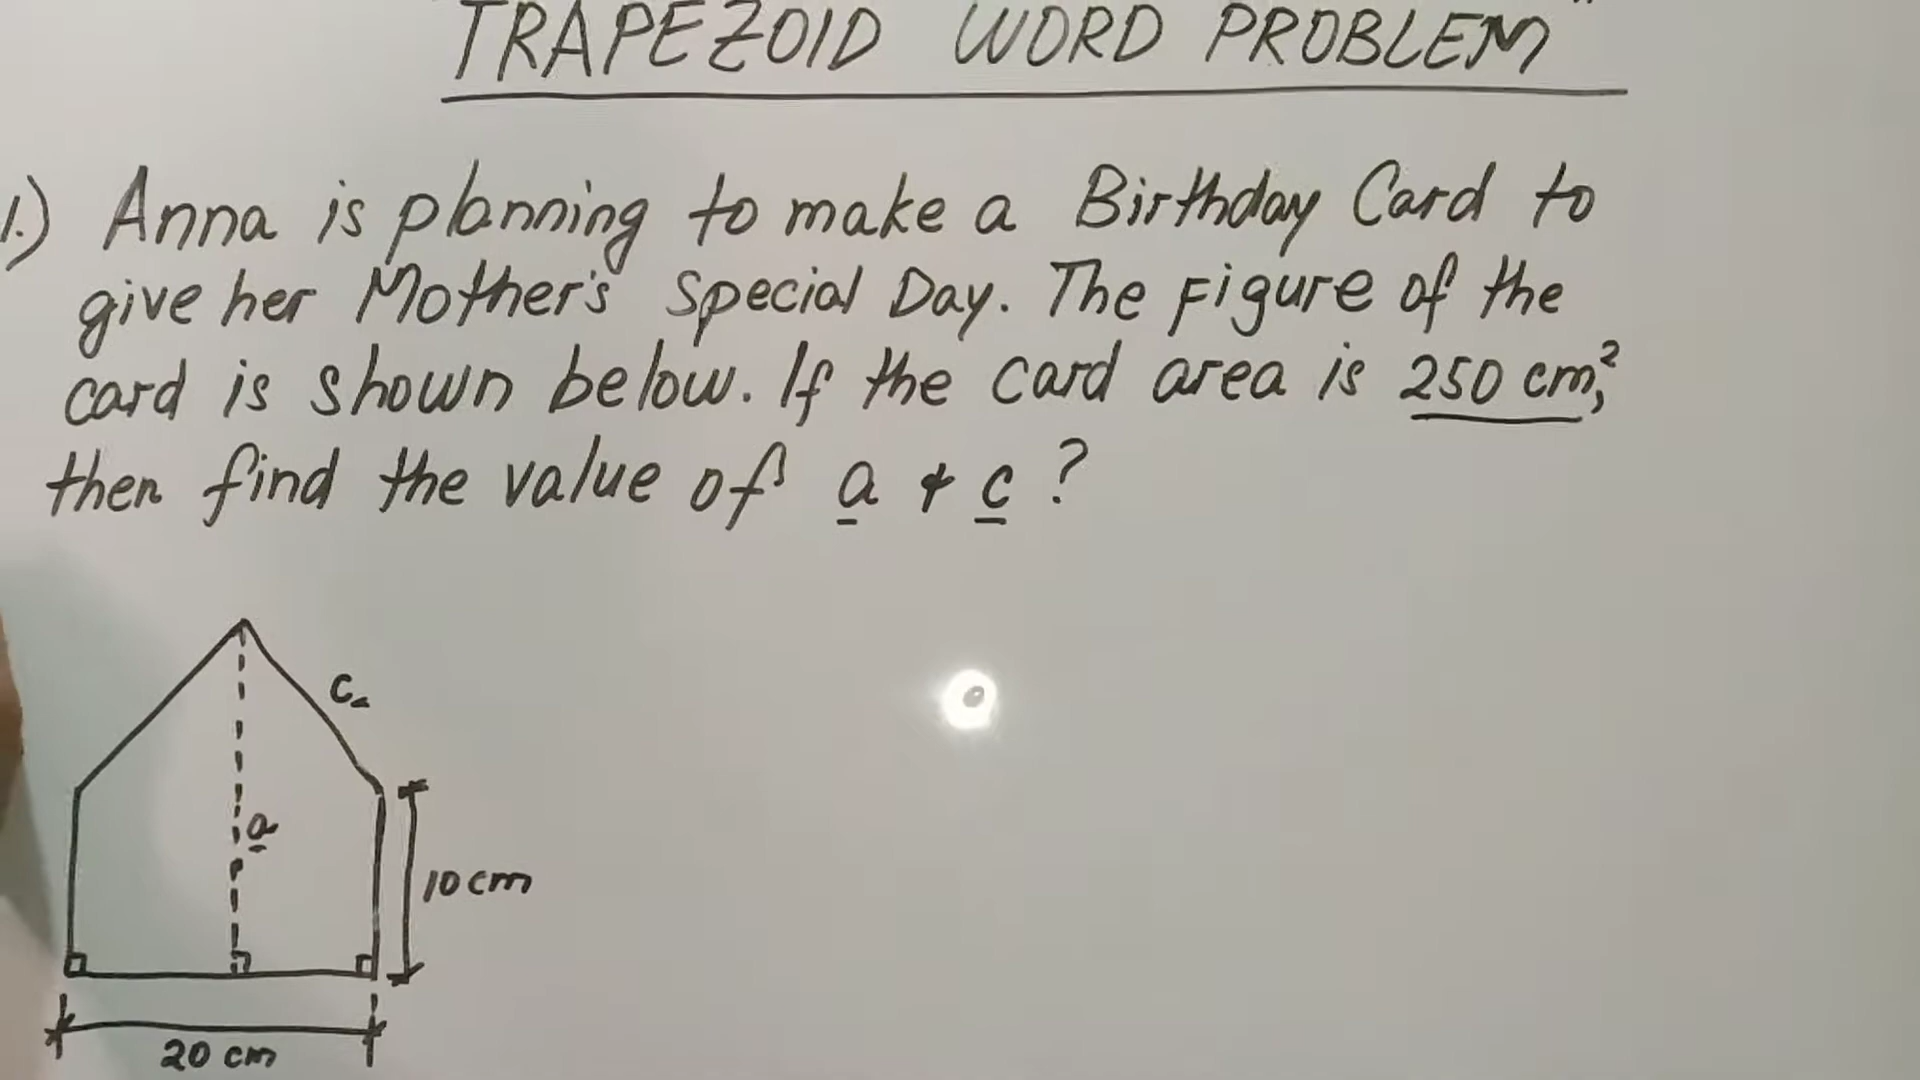 TRAPEZOID WORD PROBLEM"
1.) Anna is planning to make a Birthday Card to
give her Mother's Special Day. The Figure of the
card is shown below. If the card area is 250 cm²,
then find the value of a & c?
c
a
10 cm
20 cm